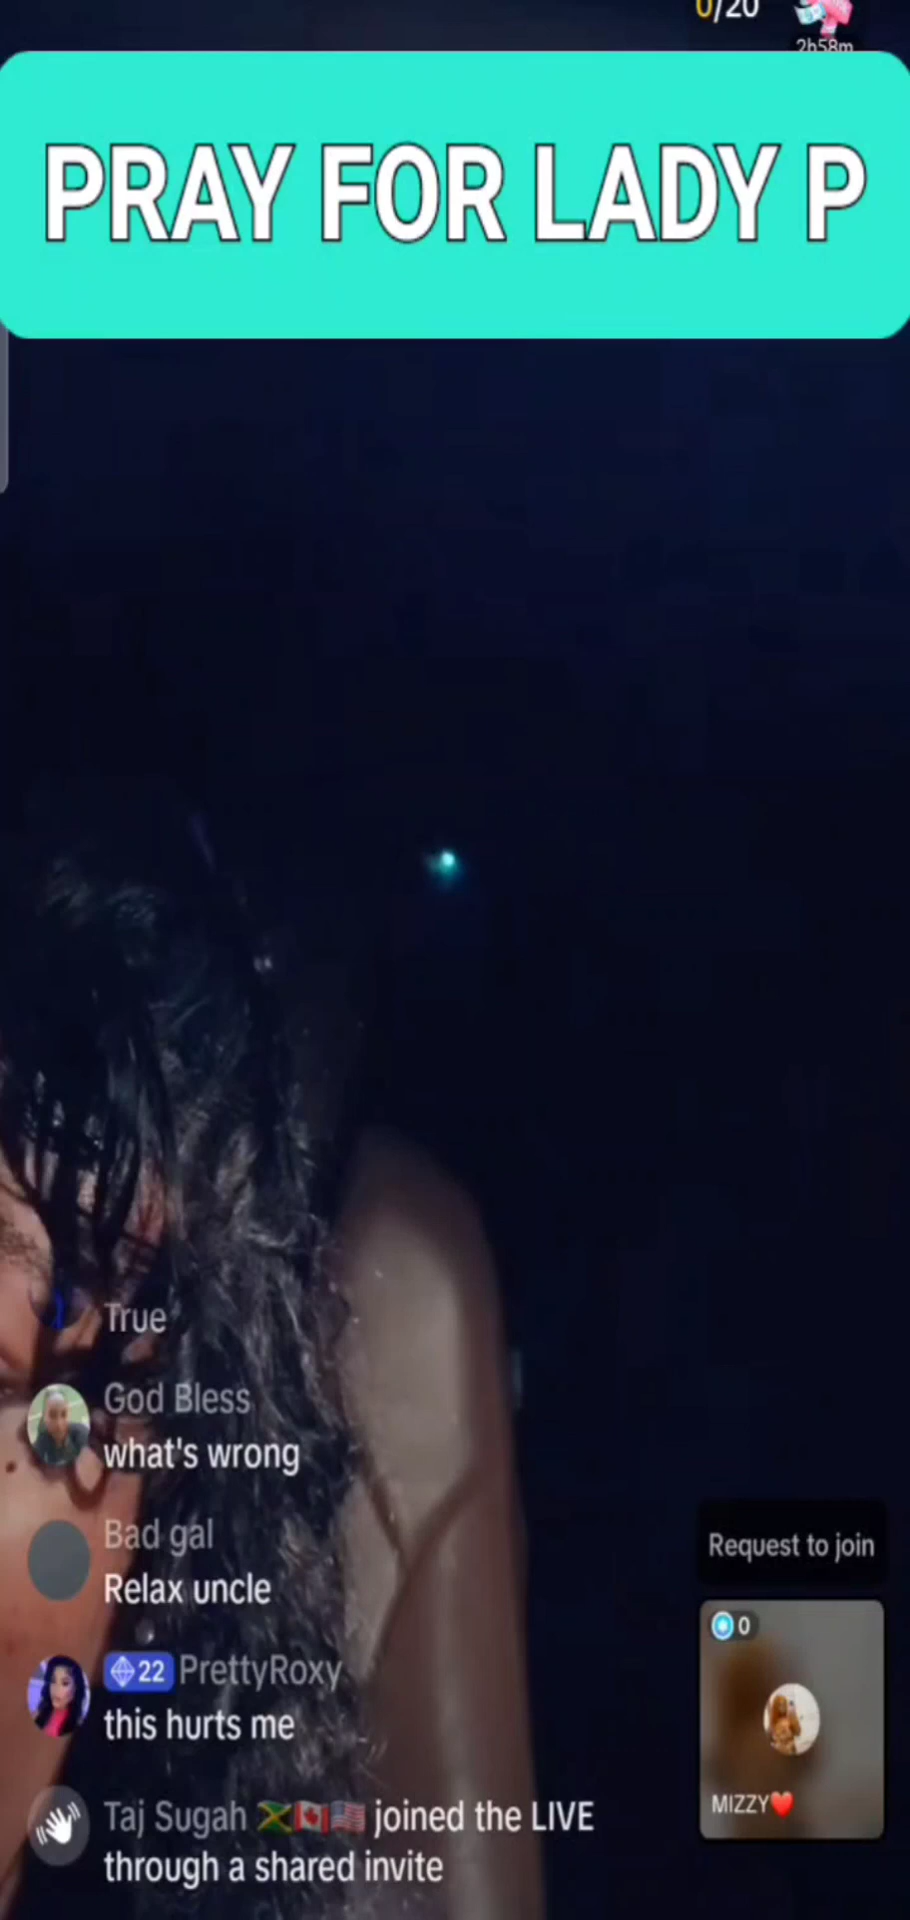 0/20
2h58m
PRAY FOR LADY P
True
God Bless
what's wrong
Bad gal
Relax uncle
Request to join
0
22 PrettyRoxy
this hurts me
MIZZY❤️
Taj Sugah 🇯🇲🇨🇦🇺🇸 joined the LIVE
through a shared invite